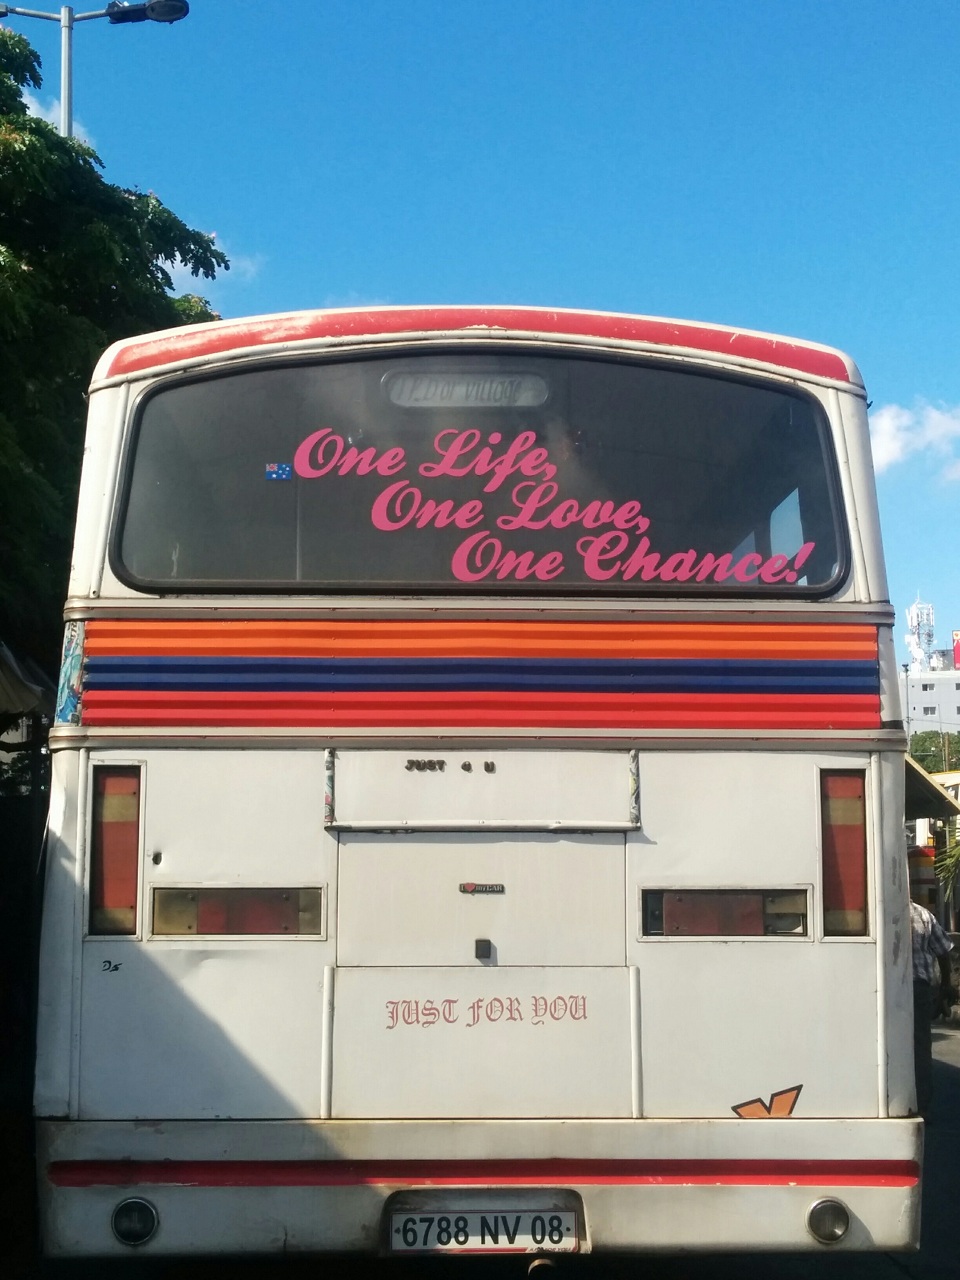 One Life,
One Love,
One Chance!
JUST 4 U
JUST FOR YOU
6788 NV 08